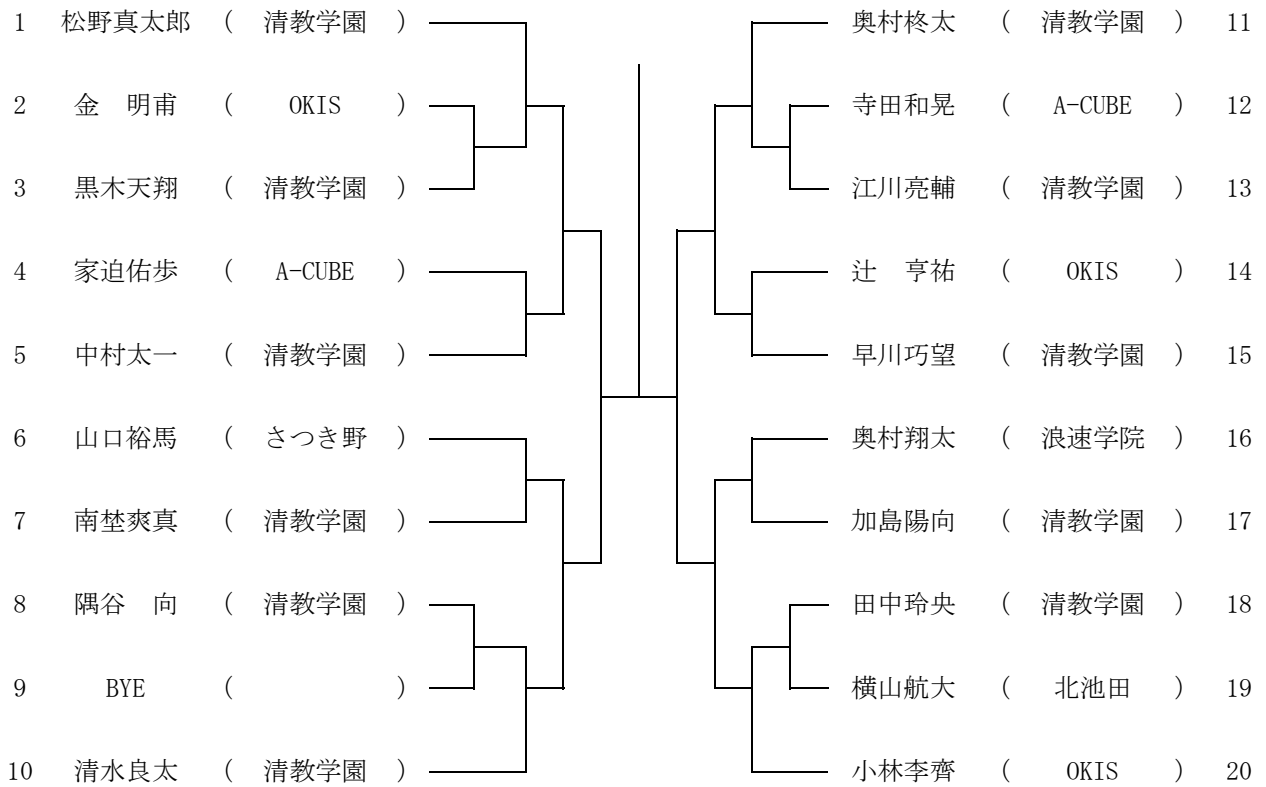 1 松野真太郎 ( 清教学園 )
2 金 明甫 ( OKIS )
3 黒木天翔 ( 清教学園 )
4 家迫佑歩 ( A-CUBE )
5 中村太一 ( 清教学園 )
6 山口裕馬 ( さつき野 )
7 南埜爽真 ( 清教学園 )
8 隅谷 向 ( 清教学園 )
9 BYE ( )
10 清水良太 ( 清教学園 )
奥村柊太 ( 清教学園 ) 11
寺田和晃 ( A-CUBE ) 12
江川亮輔 ( 清教学園 ) 13
辻 亨祐 ( OKIS ) 14
早川巧望 ( 清教学園 ) 15
奥村翔太 ( 浪速学院 ) 16
加島陽向 ( 清教学園 ) 17
田中玲央 ( 清教学園 ) 18
横山航大 ( 北池田 ) 19
小林李齊 ( OKIS ) 20